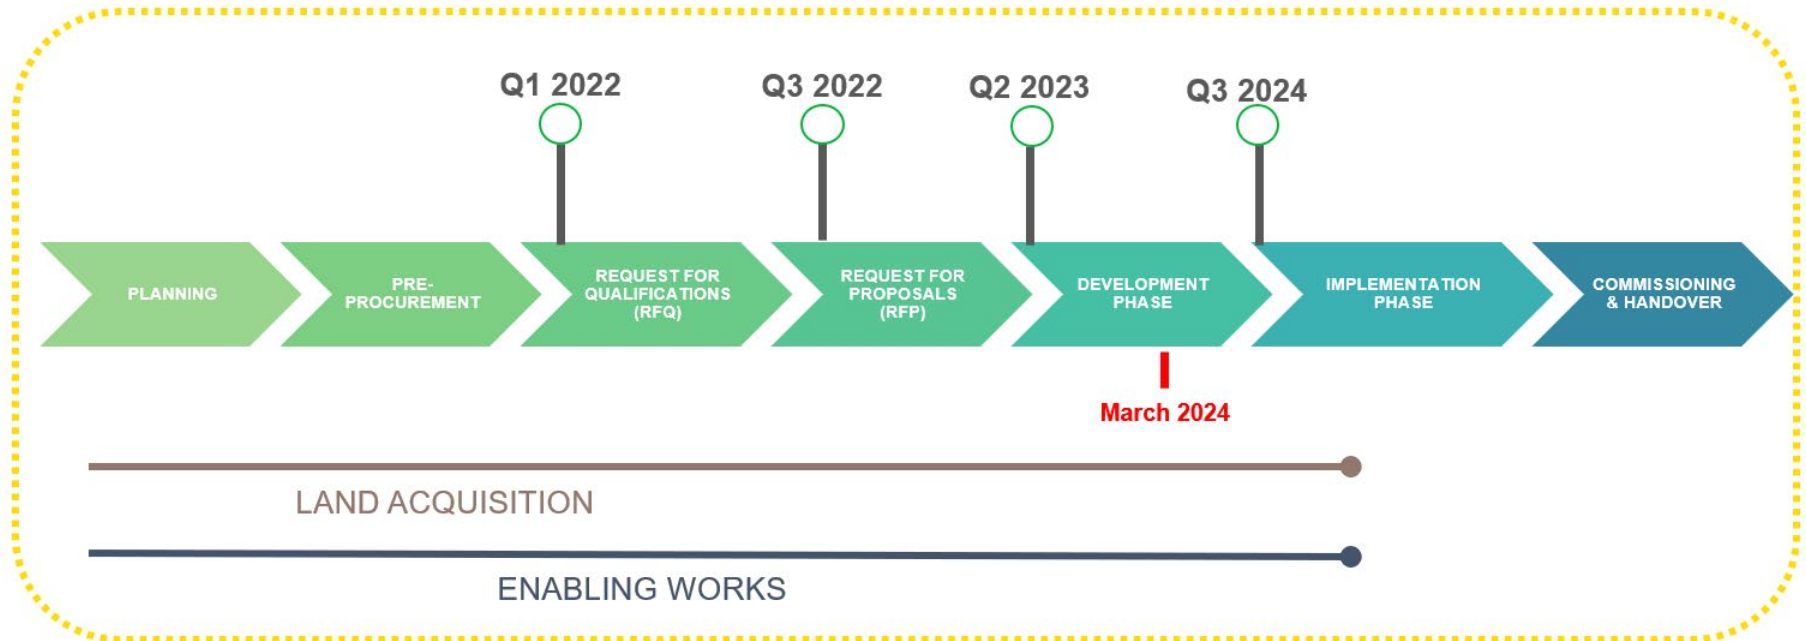 Q1 2022
Q3 2022
Q2 2023
Q3 2024
PLANNING
PRE-
PROCUREMENT
REQUEST FOR
QUALIFICATIONS
(RFQ)
REQUEST FOR
PROPOSALS
(RFP)
DEVELOPMENT
PHASE
IMPLEMENTATION
PHASE
COMMISSIONING
& HANDOVER
March 2024
LAND ACQUISITION
ENABLING WORKS